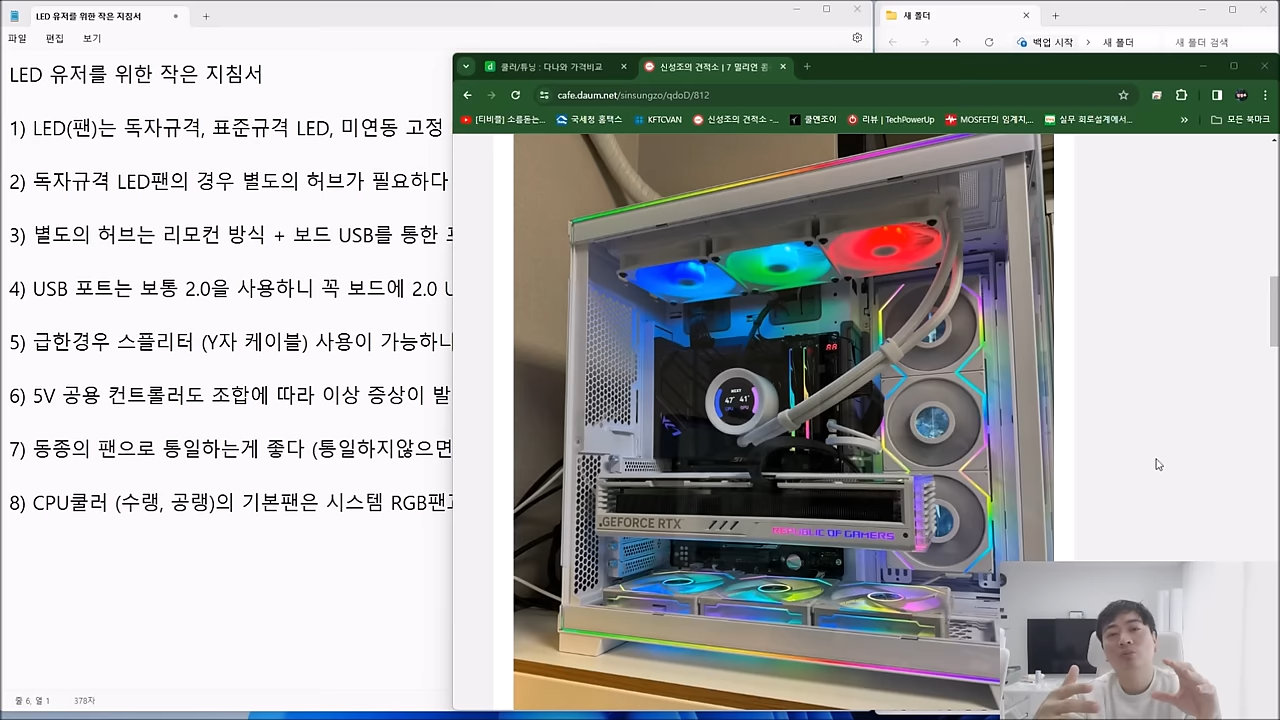 LED 유저를 위한 작은 지침서
파일 편집 보기
LED 유저를 위한 작은 지침서
1) LED(팬)는 독자규격, 표준규격 LED, 미연동 고정
2) 독자규격 LED팬의 경우 별도의 허브가 필요하다
3) 별도의 허브는 리모컨 방식 + 보드 USB를 통한
4) USB 포트는 보통 2.0을 사용하니 꼭 보드에 2.0
5) 급한경우 스플리터 (Y자 케이블) 사용이 가능하니
6) 5V 공용 컨트롤러도 조합에 따라 이상 증상이 발
7) 동종의 팬으로 통일하는게 좋다 (통일하지않으면
8) CPU쿨러 (수랭, 공랭)의 기본팬은 시스템 RGB팬
줄 6, 열 1 378자
새 폴더
백업 시작 > 새 폴더 새 폴더 검색
쿨러/튜닝 : 다나와 가격비교
신성조의 견적소 | 7 밀리언 콤
cafe.daum.net/sinsungzo/qdoD/812
[티비플] 소름돋는... 국세청 홈택스 KFTCVAN 신성조의 견적소 -... 쿨엔조이 리뷰 | TechPowerUp MOSFET의 임계치,... 실무 회로설계에서... » 모든 북마크
NZXT
47° 41°
CPU GPU
GEFORCE RTX
REPUBLIC OF GAMERS